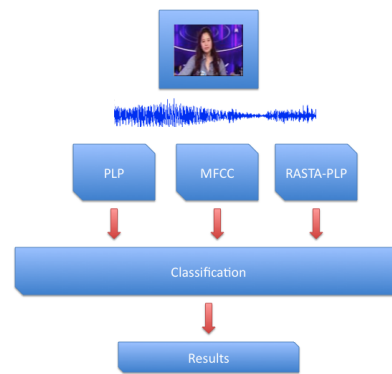 PLP
MFCC
RASTA-PLP
Classification
Results